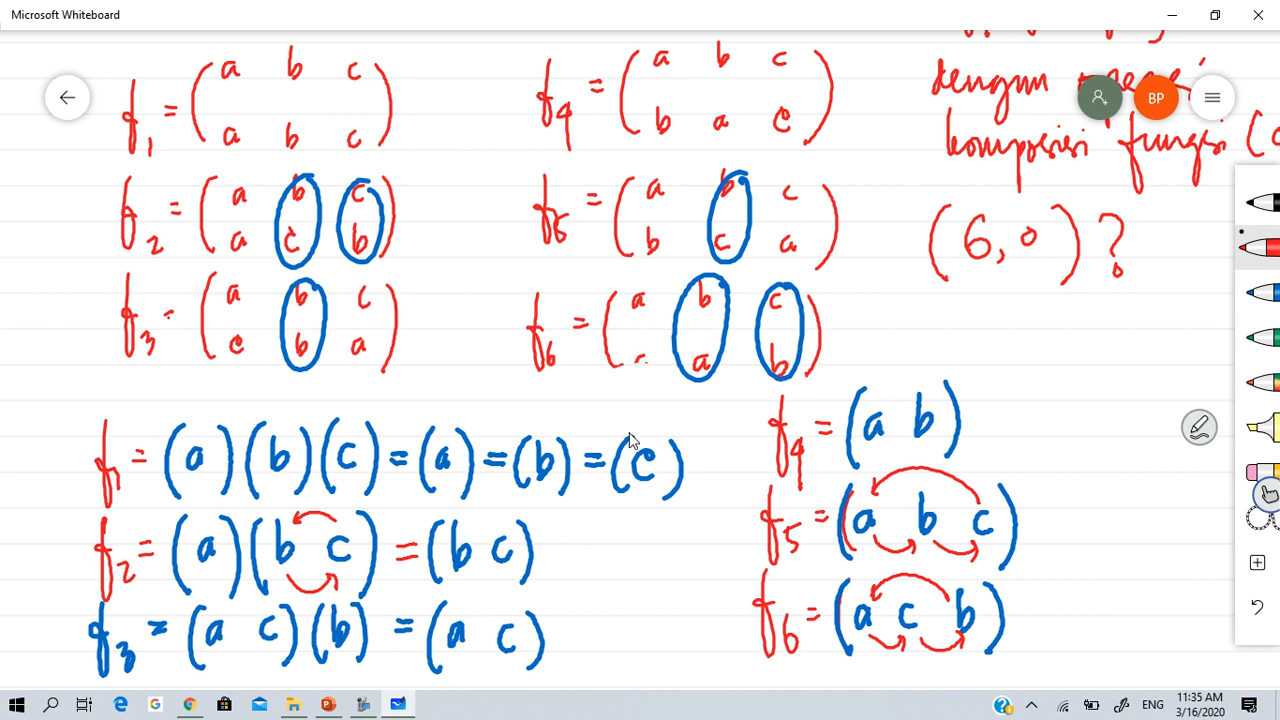 Microsoft Whiteboard
f1 = ( a b c
a b c )
f4 = ( a b c
b a c )
dengan
BP
komposisi fungsi (
f2 = ( a b c
a c b )
f5 = ( a b c
b c a )
(6, o) ?
f3 = ( a b c
c b a )
f6 = ( a b c
a b )
f1 = (a)(b)(c) = (a) = (b) = (c)
f2 = (a)(b c) = (b c)
f3 = (a c)(b) = (a c)
f4 = (a b)
f5 = (a b c)
f6 = (a c b)
ENG
11:35 AM
3/16/2020